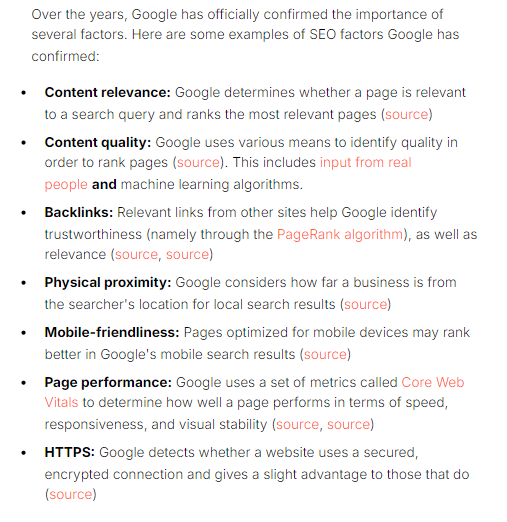 Over the years, Google has officially confirmed the importance of
several factors. Here are some examples of SEO factors Google has
confirmed:
• Content relevance: Google determines whether a page is relevant
to a search query and ranks the most relevant pages (source)
• Content quality: Google uses various means to identify quality in
order to rank pages (source). This includes input from real
people and machine learning algorithms.
• Backlinks: Relevant links from other sites help Google identify
trustworthiness (namely through the PageRank algorithm), as well as
relevance (source, source)
• Physical proximity: Google considers how far a business is from
the searcher's location for local search results (source)
• Mobile-friendliness: Pages optimized for mobile devices may rank
better in Google's mobile search results (source)
• Page performance: Google uses a set of metrics called Core Web
Vitals to determine how well a page performs in terms of speed,
responsiveness, and visual stability (source, source)
• HTTPS: Google detects whether a website uses a secured,
encrypted connection and gives a slight advantage to those that do
(source)